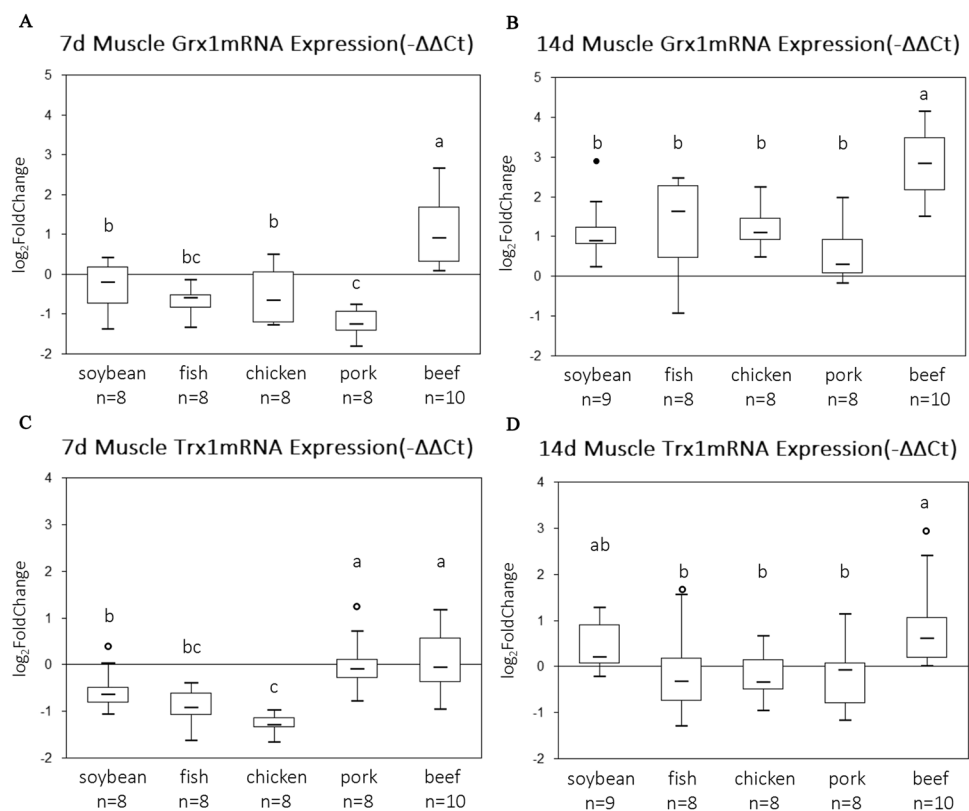 A
7d Muscle Grx1mRNA Expression(-ΔΔCt)
log₂FoldChange
5
4
3
2
1
0
-1
-2
b
bc
b
c
a
soybean fish chicken pork beef
n=8 n=8 n=8 n=8 n=10
B
14d Muscle Grx1mRNA Expression(-ΔΔCt)
log₂FoldChange
5
4
3
2
1
0
-1
-2
b
b
b
b
a
soybean fish chicken pork beef
n=9 n=8 n=8 n=8 n=10
C
7d Muscle Trx1mRNA Expression(-ΔΔCt)
log₂FoldChange
4
3
2
1
0
-1
-2
b
bc
c
a
a
soybean fish chicken pork beef
n=8 n=8 n=8 n=8 n=10
D
14d Muscle Trx1mRNA Expression(-ΔΔCt)
log₂FoldChange
4
3
2
1
0
-1
-2
ab
b
b
b
a
soybean fish chicken pork beef
n=9 n=8 n=8 n=8 n=10